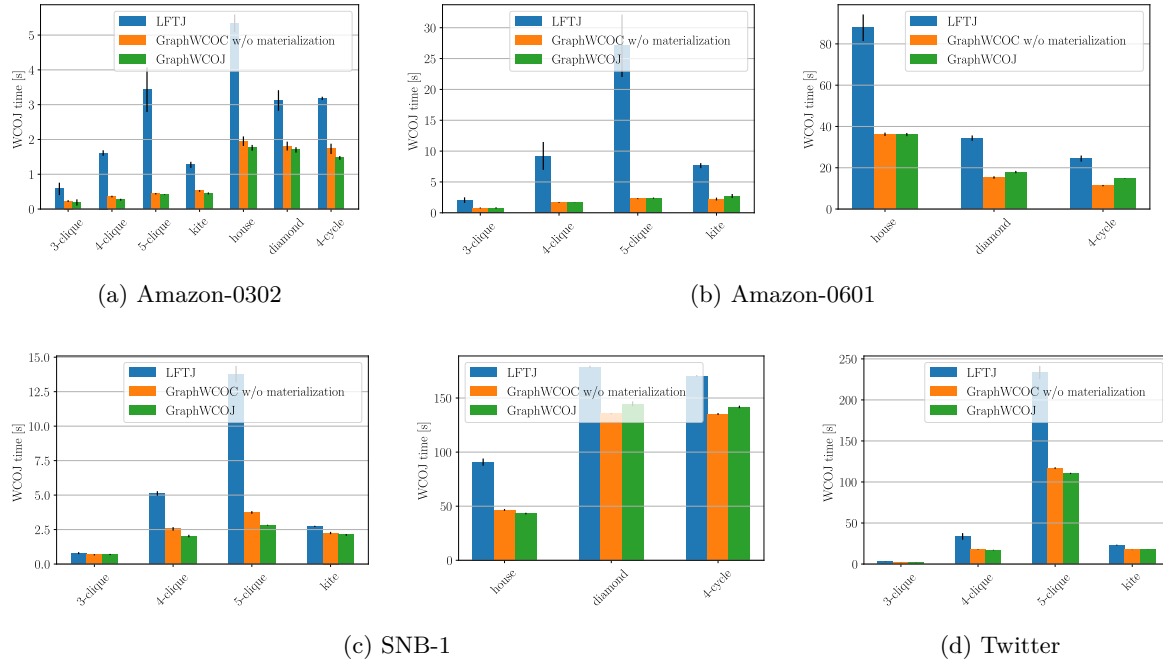 LFTJ
GraphWCOC w/o materialization
GraphWCOJ
WCOJ time [s]
5
4
3
2
1
0
3-clique
4-clique
5-clique
kite
house
diamond
4-cycle
(a) Amazon-0302
LFTJ
GraphWCOC w/o materialization
GraphWCOJ
WCOJ time [s]
30
25
20
15
10
5
0
3-clique
4-clique
5-clique
kite
LFTJ
GraphWCOC w/o materialization
GraphWCOJ
WCOJ time [s]
80
60
40
20
0
house
diamond
4-cycle
(b) Amazon-0601
LFTJ
GraphWCOC w/o materialization
GraphWCOJ
WCOJ time [s]
15.0
12.5
10.0
7.5
5.0
2.5
0.0
3-clique
4-clique
5-clique
kite
LFTJ
GraphWCOC w/o materialization
GraphWCOJ
WCOJ time [s]
150
100
50
0
house
diamond
4-cycle
(c) SNB-1
LFTJ
GraphWCOC w/o materialization
GraphWCOJ
WCOJ time [s]
250
200
150
100
50
0
3-clique
4-clique
5-clique
kite
(d) Twitter